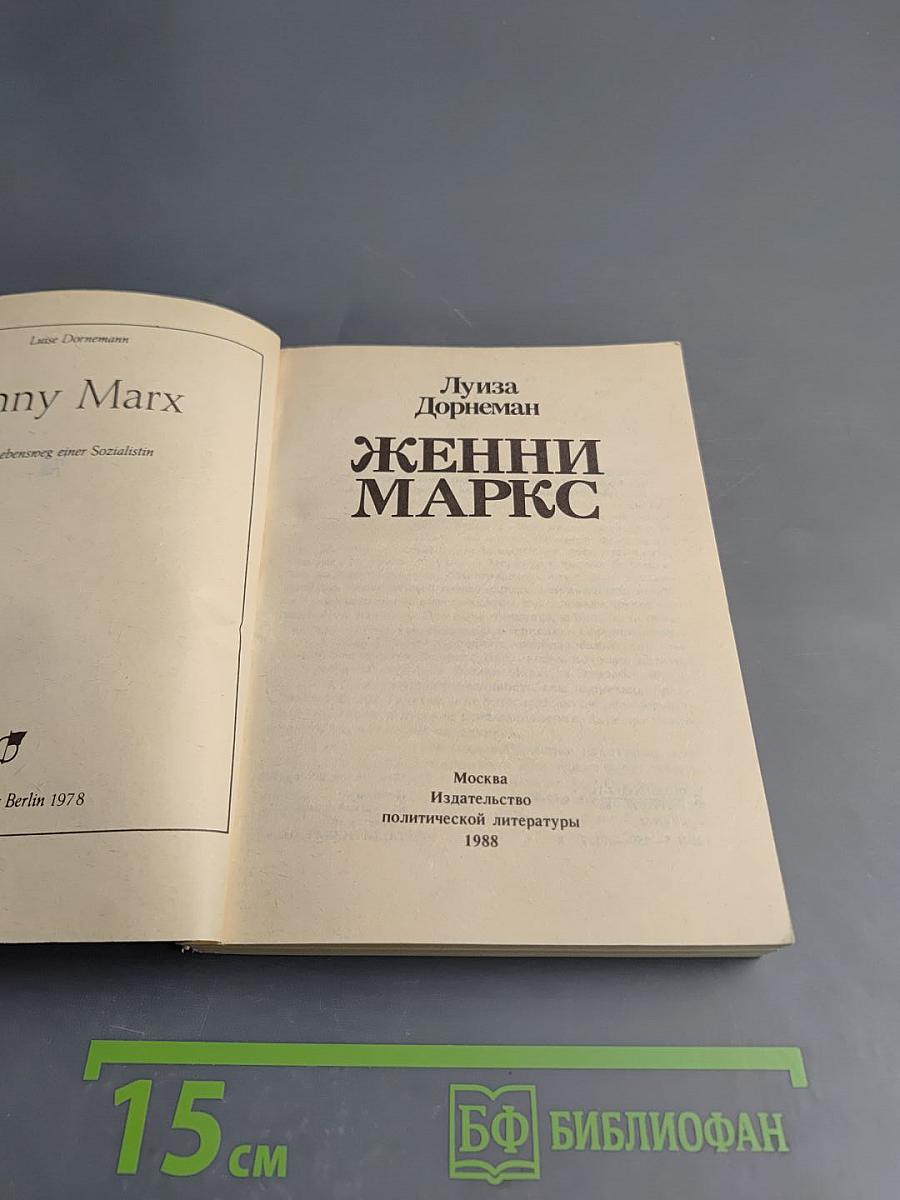 Luise Dornemann
nny Marx
ebensweg einer Sozialistin
Berlin 1978
Луиза
Дорнеман
ЖЕННИ
МАРКС
Москва
Издательство
политической литературы
1988
15 см
БФ БИБЛИОФАН